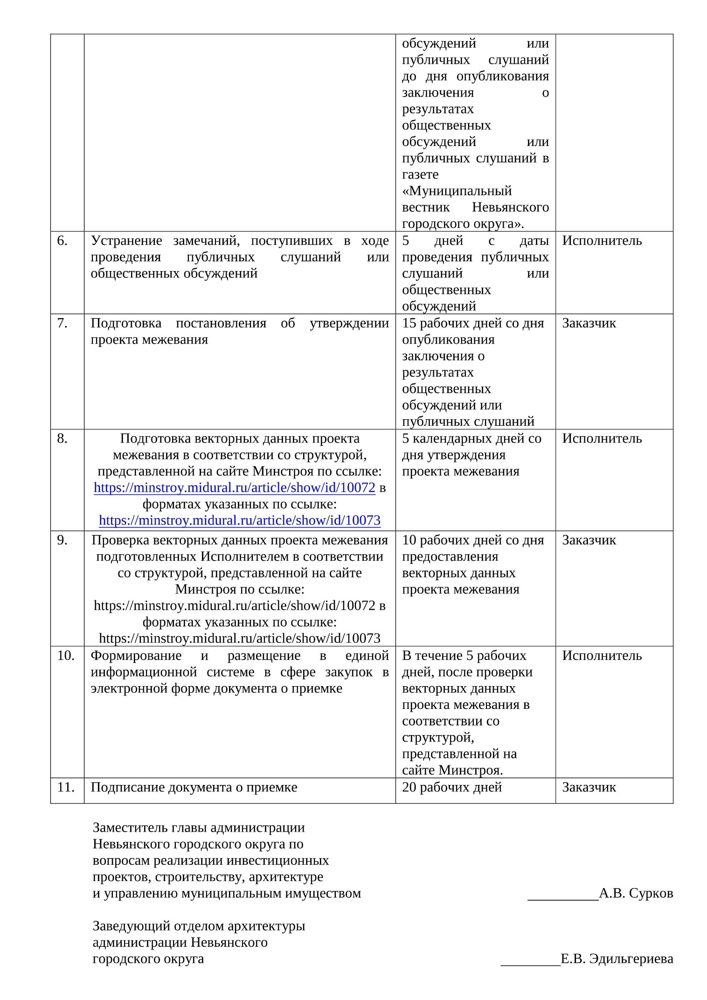 обсуждений или
публичных слушаний
до дня опубликования
заключения о
результатах
общественных
обсуждений или
публичных слушаний в
газете
«Муниципальный
вестник Невьянского
городского округа».
6.
Устранение замечаний, поступивших в ходе
проведения публичных слушаний или
общественных обсуждений
5 дней с даты
проведения публичных
слушаний или
общественных
обсуждений
Исполнитель
7.
Подготовка постановления об утверждении
проекта межевания
15 рабочих дней со дня
опубликования
заключения о
результатах
общественных
обсуждений или
публичных слушаний
Заказчик
8.
Подготовка векторных данных проекта
межевания в соответствии со структурой,
представленной на сайте Минстроя по ссылке:
https://minstroy.midural.ru/article/show/id/10072 в
форматах указанных по ссылке:
https://minstroy.midural.ru/article/show/id/10073
5 календарных дней со
дня утверждения
проекта межевания
Исполнитель
9.
Проверка векторных данных проекта межевания
подготовленных Исполнителем в соответствии
со структурой, представленной на сайте
Минстроя по ссылке:
https://minstroy.midural.ru/article/show/id/10072 в
форматах указанных по ссылке:
https://minstroy.midural.ru/article/show/id/10073
10 рабочих дней со дня
предоставления
векторных данных
проекта межевания
Заказчик
10.
Формирование и размещение в единой
информационной системе в сфере закупок в
электронной форме документа о приемке
В течение 5 рабочих
дней, после проверки
векторных данных
проекта межевания в
соответствии со
структурой,
представленной на
сайте Минстроя.
Исполнитель
11.
Подписание документа о приемке
20 рабочих дней
Заказчик
Заместитель главы администрации
Невьянского городского округа по
вопросам реализации инвестиционных
проектов, строительству, архитектуре
и управлению муниципальным имуществом __________А.В. Сурков
Заведующий отделом архитектуры
администрации Невьянского
городского округа ________Е.В. Эдильгериева